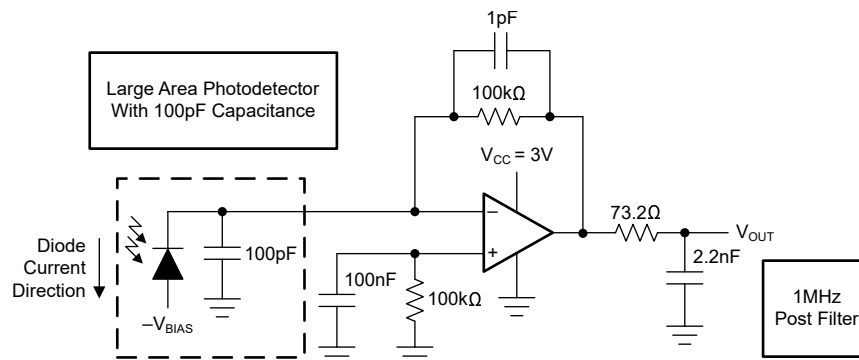 1pF
Large Area Photodetector
With 100pF Capacitance
100kΩ
V_CC = 3V
−
+
73.2Ω
V_OUT
Diode
Current
Direction
100pF
−V_BIAS
100nF
100kΩ
2.2nF
1MHz
Post Filter